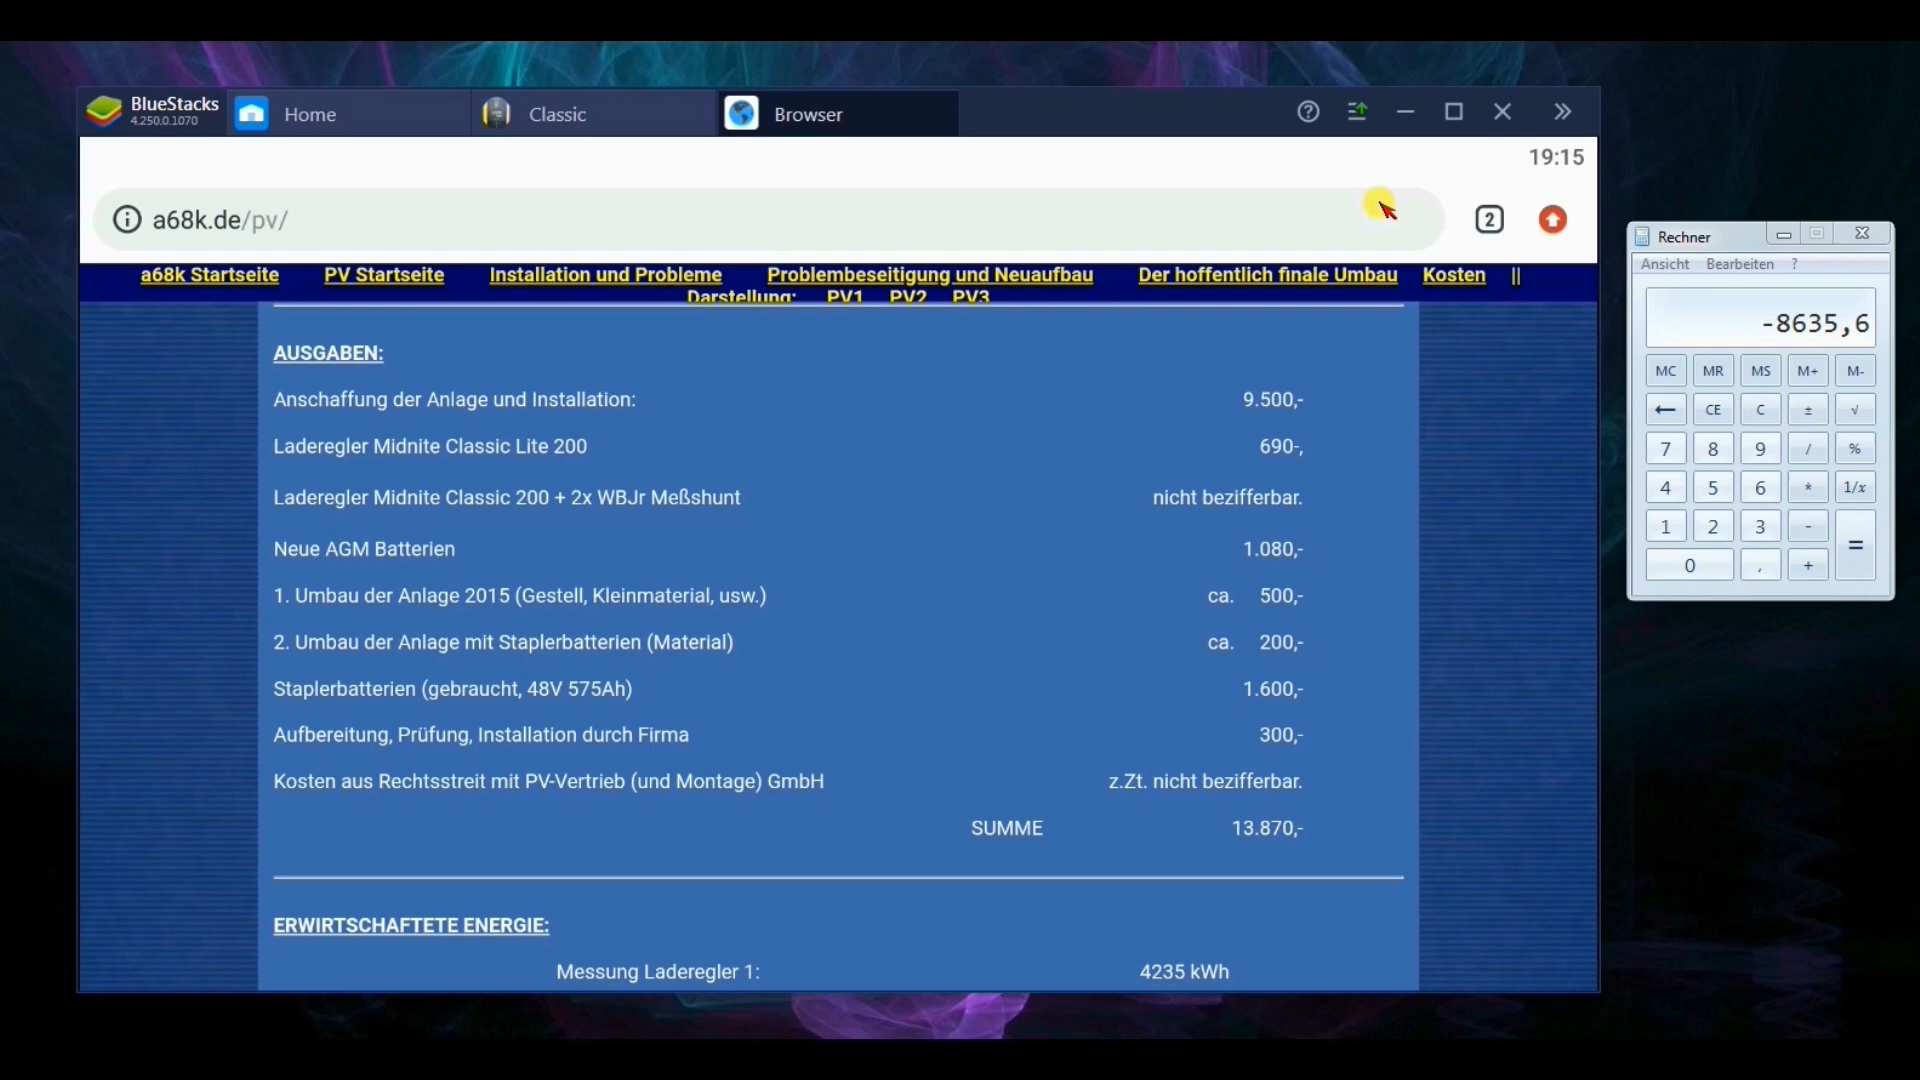 BlueStacks
4.250.0.1070
Home
Classic
Browser
19:15
a68k.de/pv/
2
a68k Startseite PV Startseite Installation und Probleme Problembeseitigung und Neuaufbau Der hoffentlich finale Umbau Kosten ||
Darstellung: PV1 PV2 PV3
AUSGABEN:
Anschaffung der Anlage und Installation: 9.500,-
Laderegler Midnite Classic Lite 200 690-,
Laderegler Midnite Classic 200 + 2x WBJr Meßshunt nicht bezifferbar.
Neue AGM Batterien 1.080,-
1. Umbau der Anlage 2015 (Gestell, Kleinmaterial, usw.) ca. 500,-
2. Umbau der Anlage mit Staplerbatterien (Material) ca. 200,-
Staplerbatterien (gebraucht, 48V 575Ah) 1.600,-
Aufbereitung, Prüfung, Installation durch Firma 300,-
Kosten aus Rechtsstreit mit PV-Vertrieb (und Montage) GmbH z.Zt. nicht bezifferbar.
SUMME 13.870,-
ERWIRTSCHAFTETE ENERGIE:
Messung Laderegler 1: 4235 kWh
Rechner
Ansicht Bearbeiten ?
-8635,6
MC MR MS M+ M-
← CE C ± √
7 8 9 / %
4 5 6 * 1/x
1 2 3 - =
0 , +